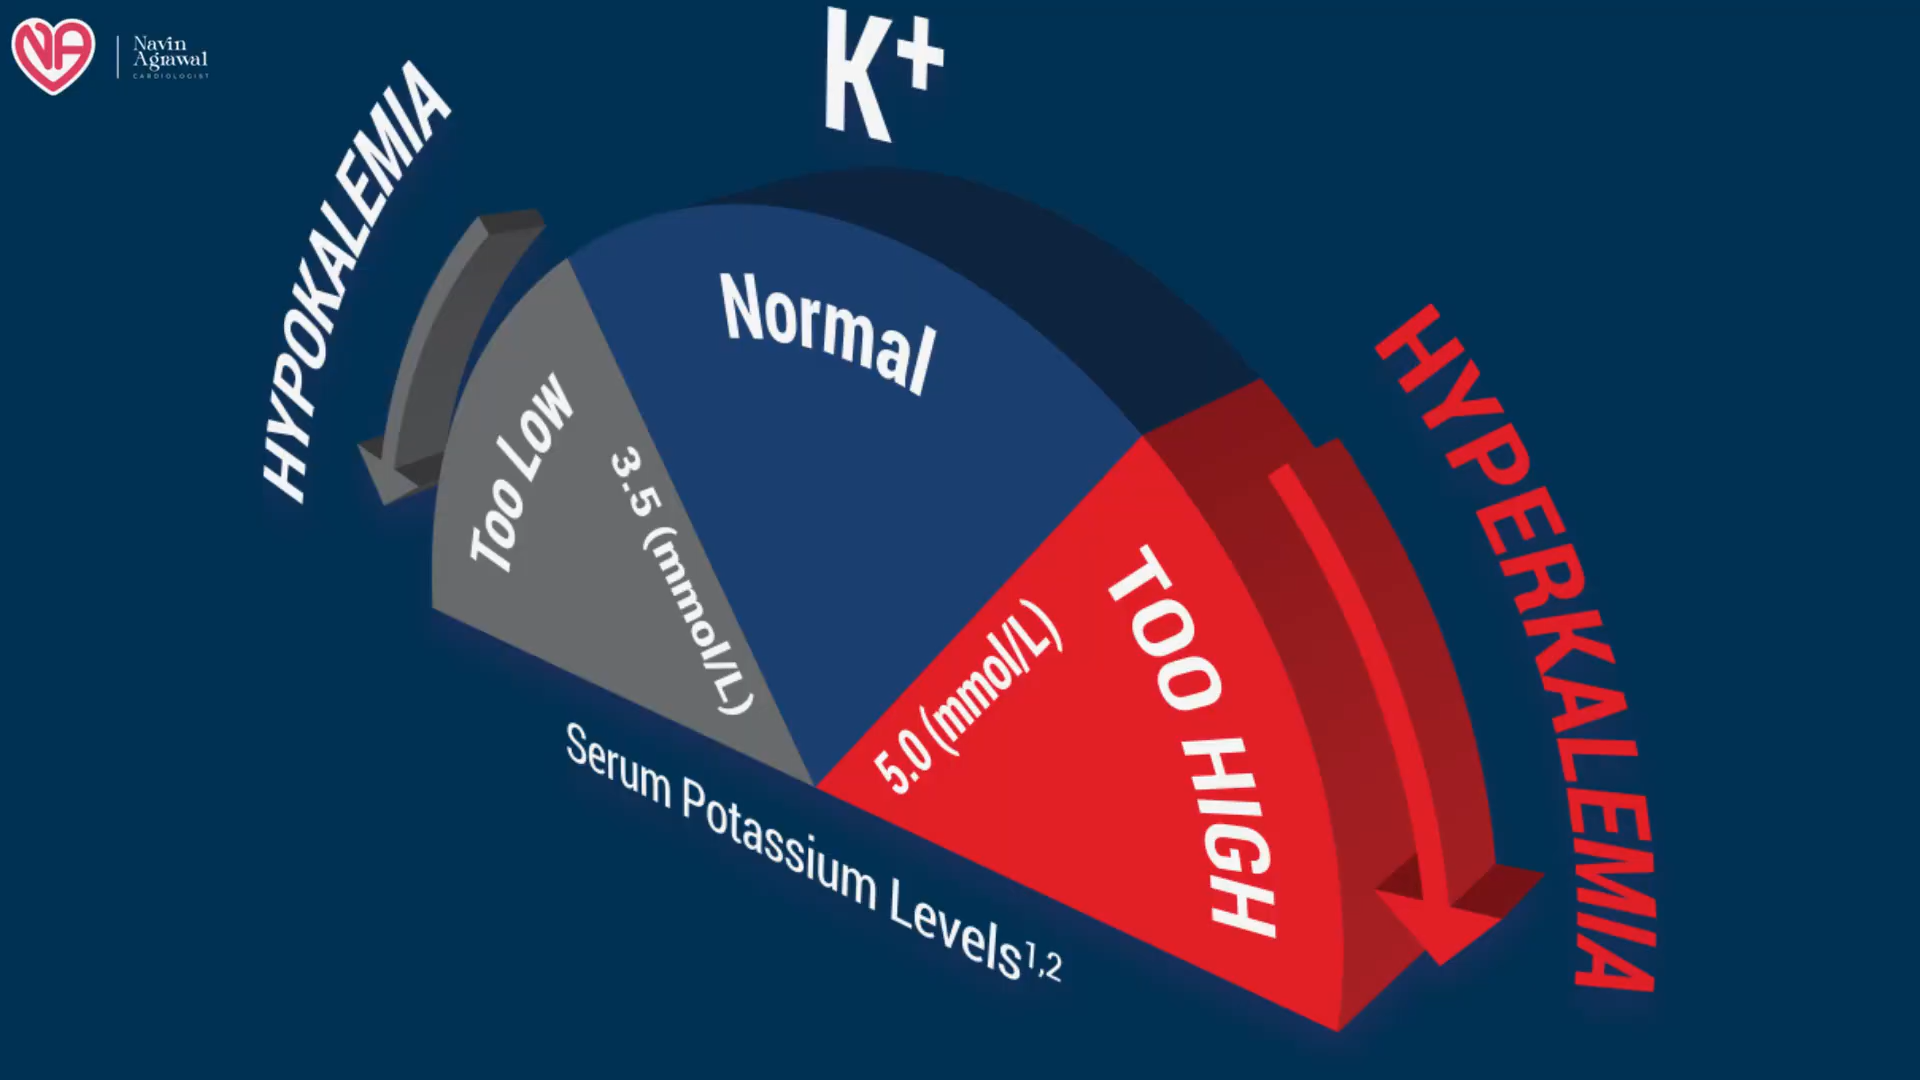 NA
Navin
Agrawal
CARDIOLOGIST
K+
HYPOKALEMIA
Normal
Too Low
3.5 (mmol/L)
5.0 (mmol/L)
TOO HIGH
HYPERKALEMIA
Serum Potassium Levels1,2